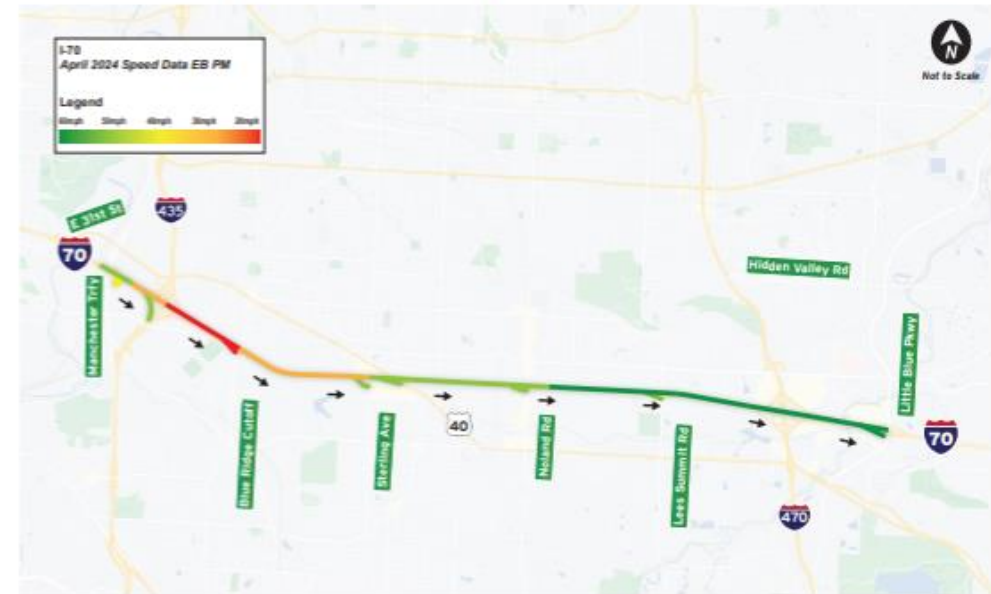 I-70
April 2024 Speed Data EB PM
Legend
60mph 50mph 40mph 30mph 20mph
N
Not to Scale
E 31st St
435
70
Manchester Trfy
Hidden Valley Rd
Little Blue Pkwy
Blue Ridge Cutoff
Sterling Ave
40
Noland Rd
Lees Summit Rd
70
470